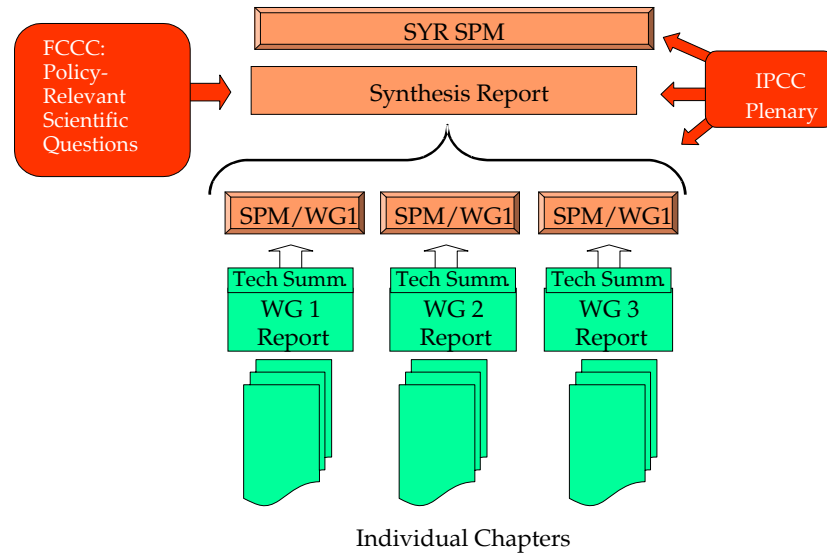 SYR SPM
FCCC:
Policy-
Relevant
Scientific
Questions
Synthesis Report
IPCC
Plenary
SPM/WG1
SPM/WG1
SPM/WG1
Tech Summ.
WG 1
Report
Tech Summ.
WG 2
Report
Tech Summ.
WG 3
Report
Individual Chapters